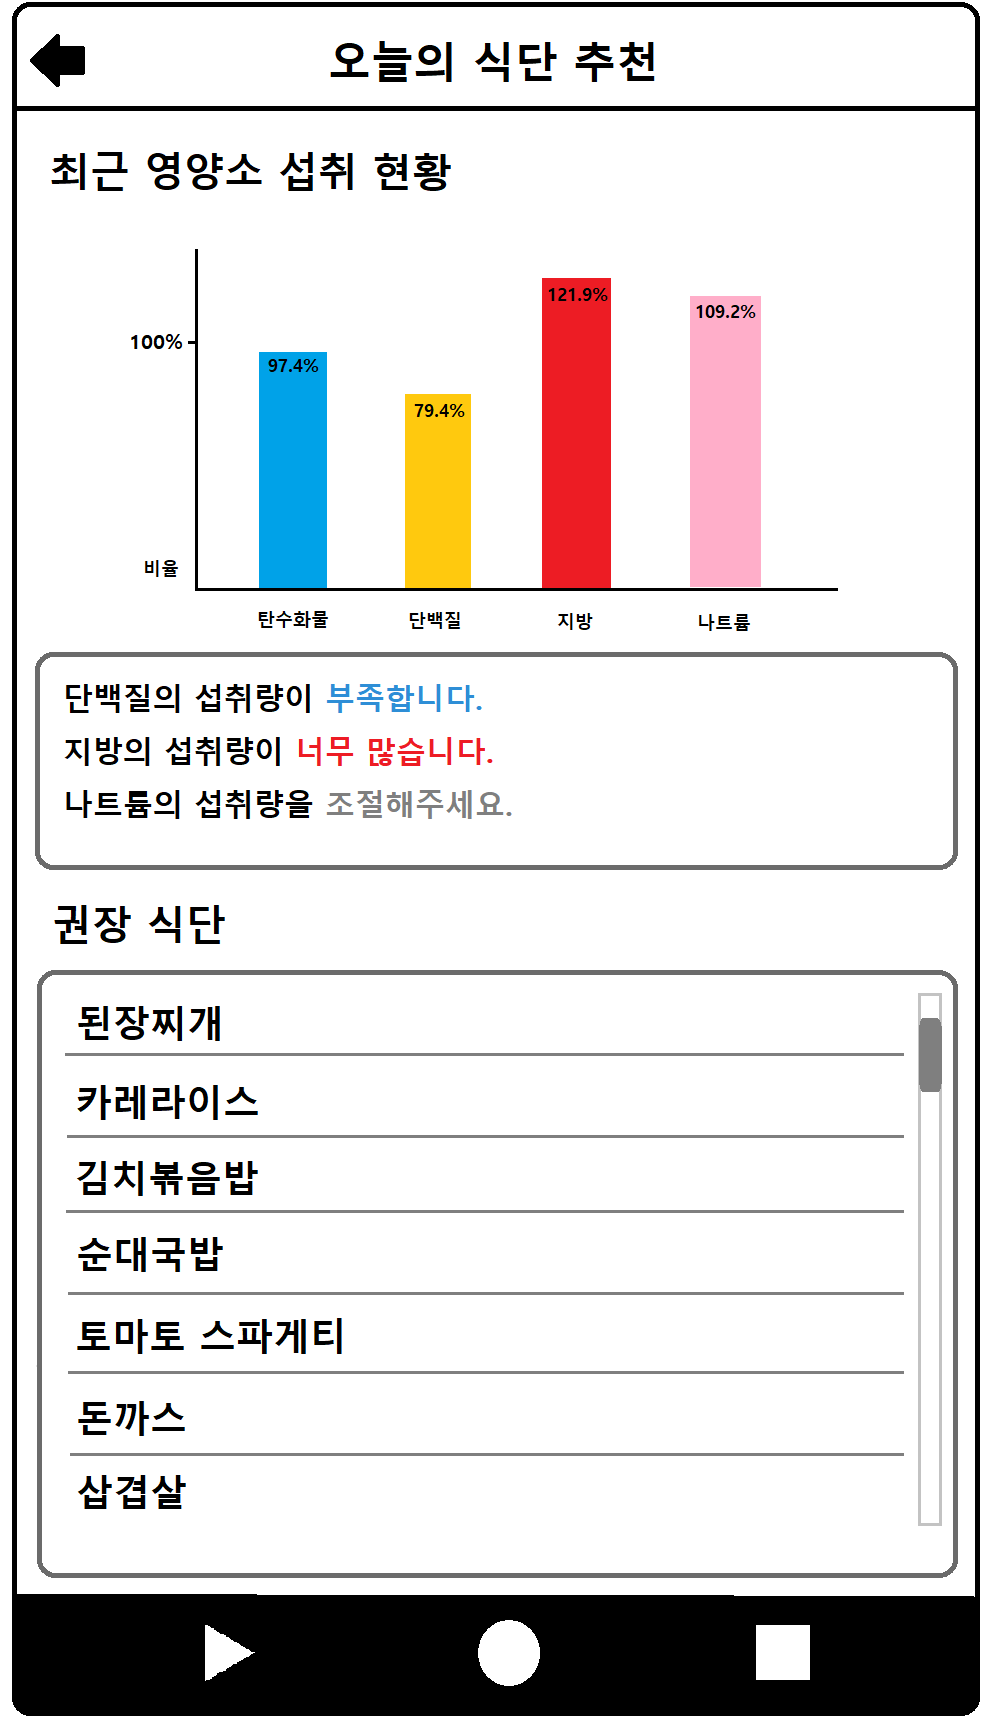 오늘의 식단 추천
최근 영양소 섭취 현황
121.9%
109.2%
100%
97.4%
79.4%
비율
탄수화물 단백질 지방 나트륨
단백질의 섭취량이 부족합니다.
지방의 섭취량이 너무 많습니다.
나트륨의 섭취량을 조절해주세요.
권장 식단
된장찌개
카레라이스
김치볶음밥
순대국밥
토마토 스파게티
돈까스
삽겹살